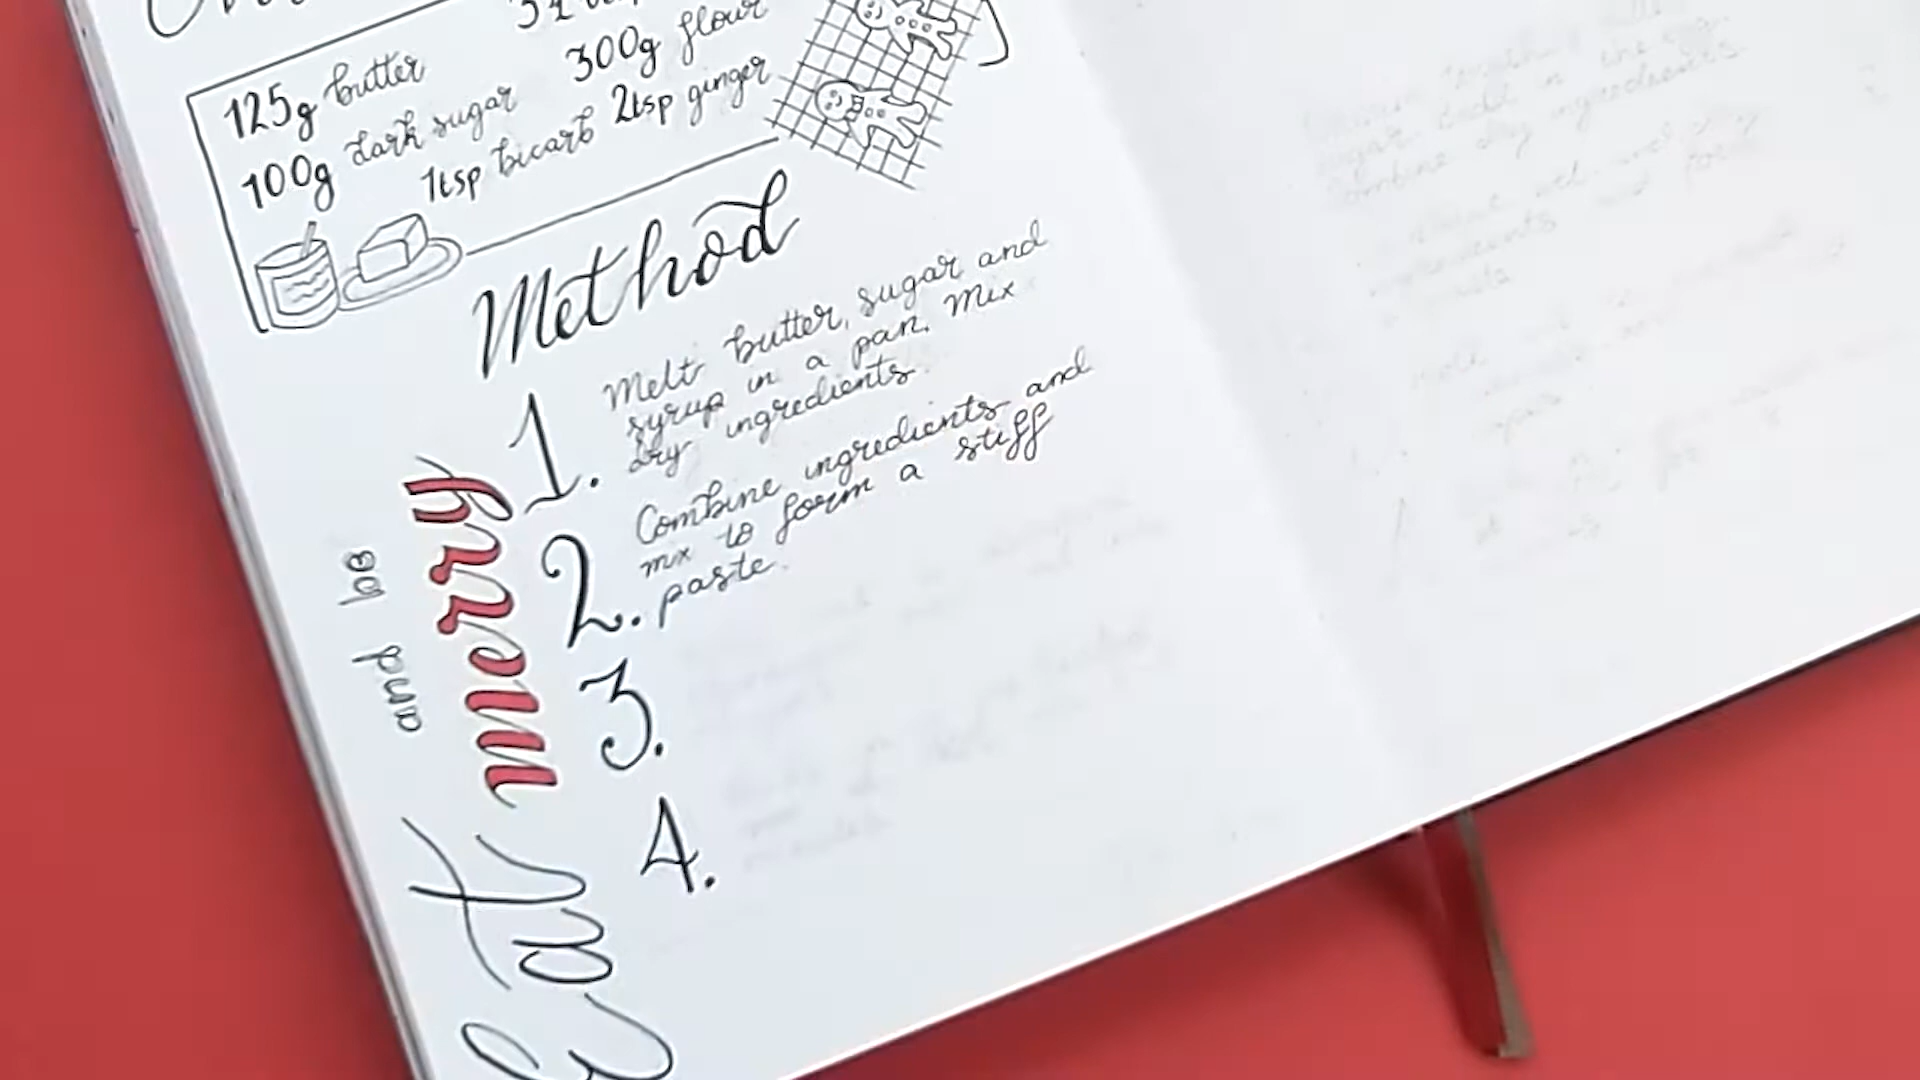 125g butter
300g flour
100g dark sugar
1tsp bicarb 2tsp ginger
Method
1. Melt butter, sugar and
syrup in a pan. Mix
dry ingredients.
2. Combine ingredients and
mix to form a stiff
paste.
3.
4.
Eat
and be
merry